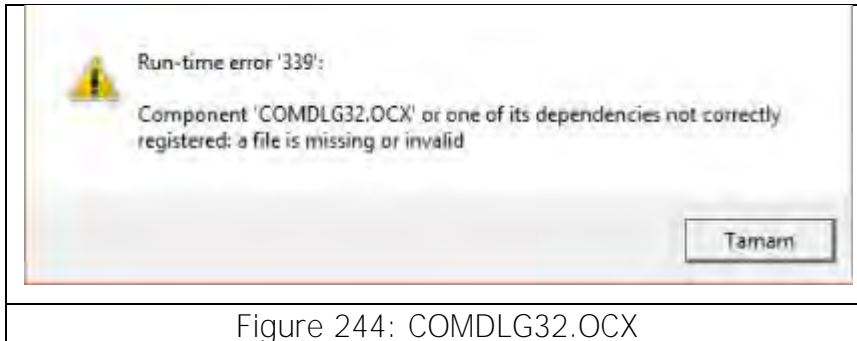 Run-time error '339':
Component 'COMDLG32.OCX' or one of its dependencies not correctly
registered: a file is missing or invalid
Tamam
Figure 244: COMDLG32.OCX